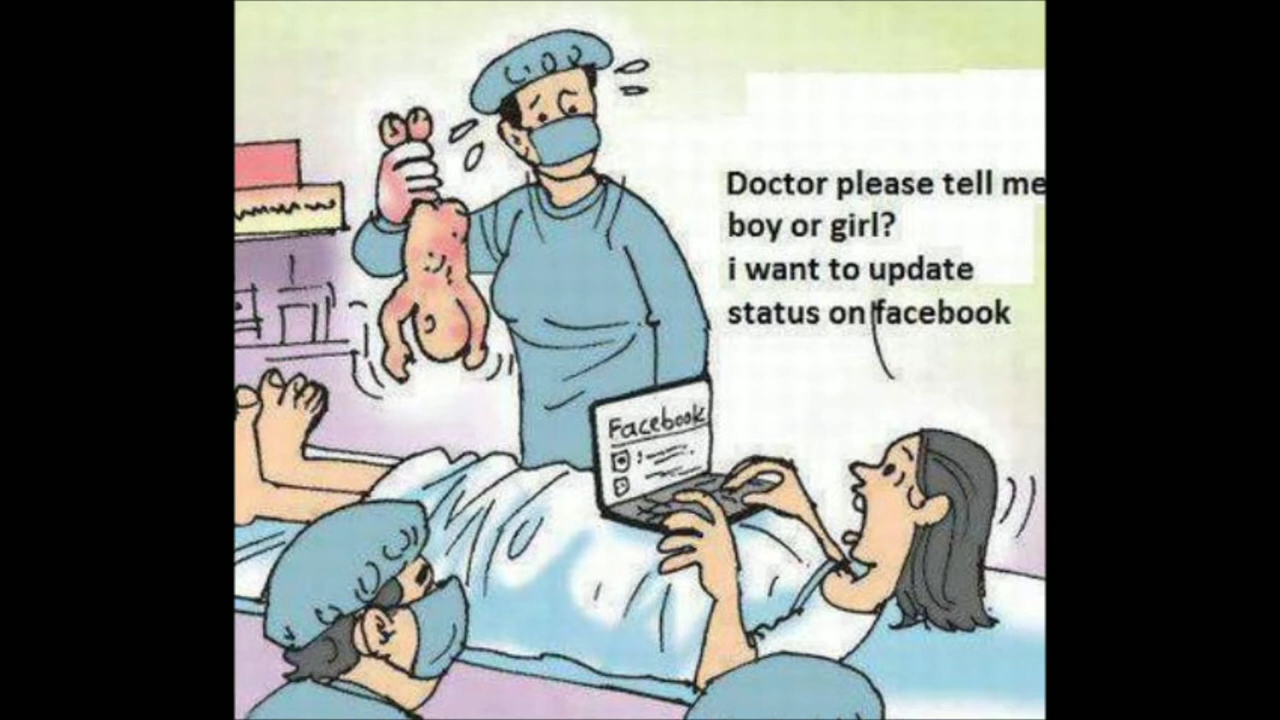 Doctor please tell me
boy or girl?
i want to update
status on facebook
Facebook